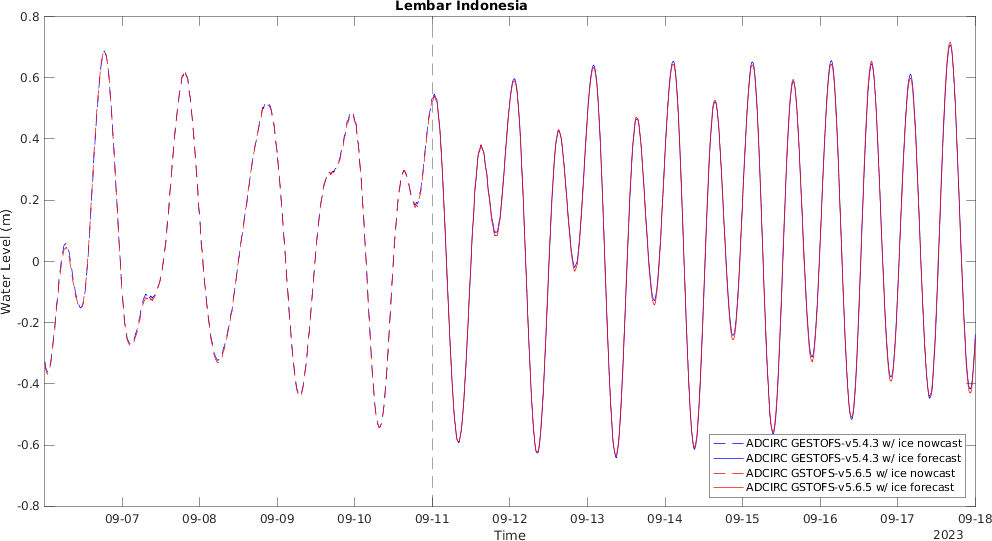 Lembar Indonesia
0.8
0.6
0.4
0.2
0
-0.2
-0.4
-0.6
-0.8
Water Level (m)
ADCIRC GESTOFS-v5.4.3 w/ ice nowcast
ADCIRC GESTOFS-v5.4.3 w/ ice forecast
ADCIRC GSTOFS-v5.6.5 w/ ice nowcast
ADCIRC GSTOFS-v5.6.5 w/ ice forecast
09-07 09-08 09-09 09-10 09-11 09-12 09-13 09-14 09-15 09-16 09-17 09-18
Time
2023